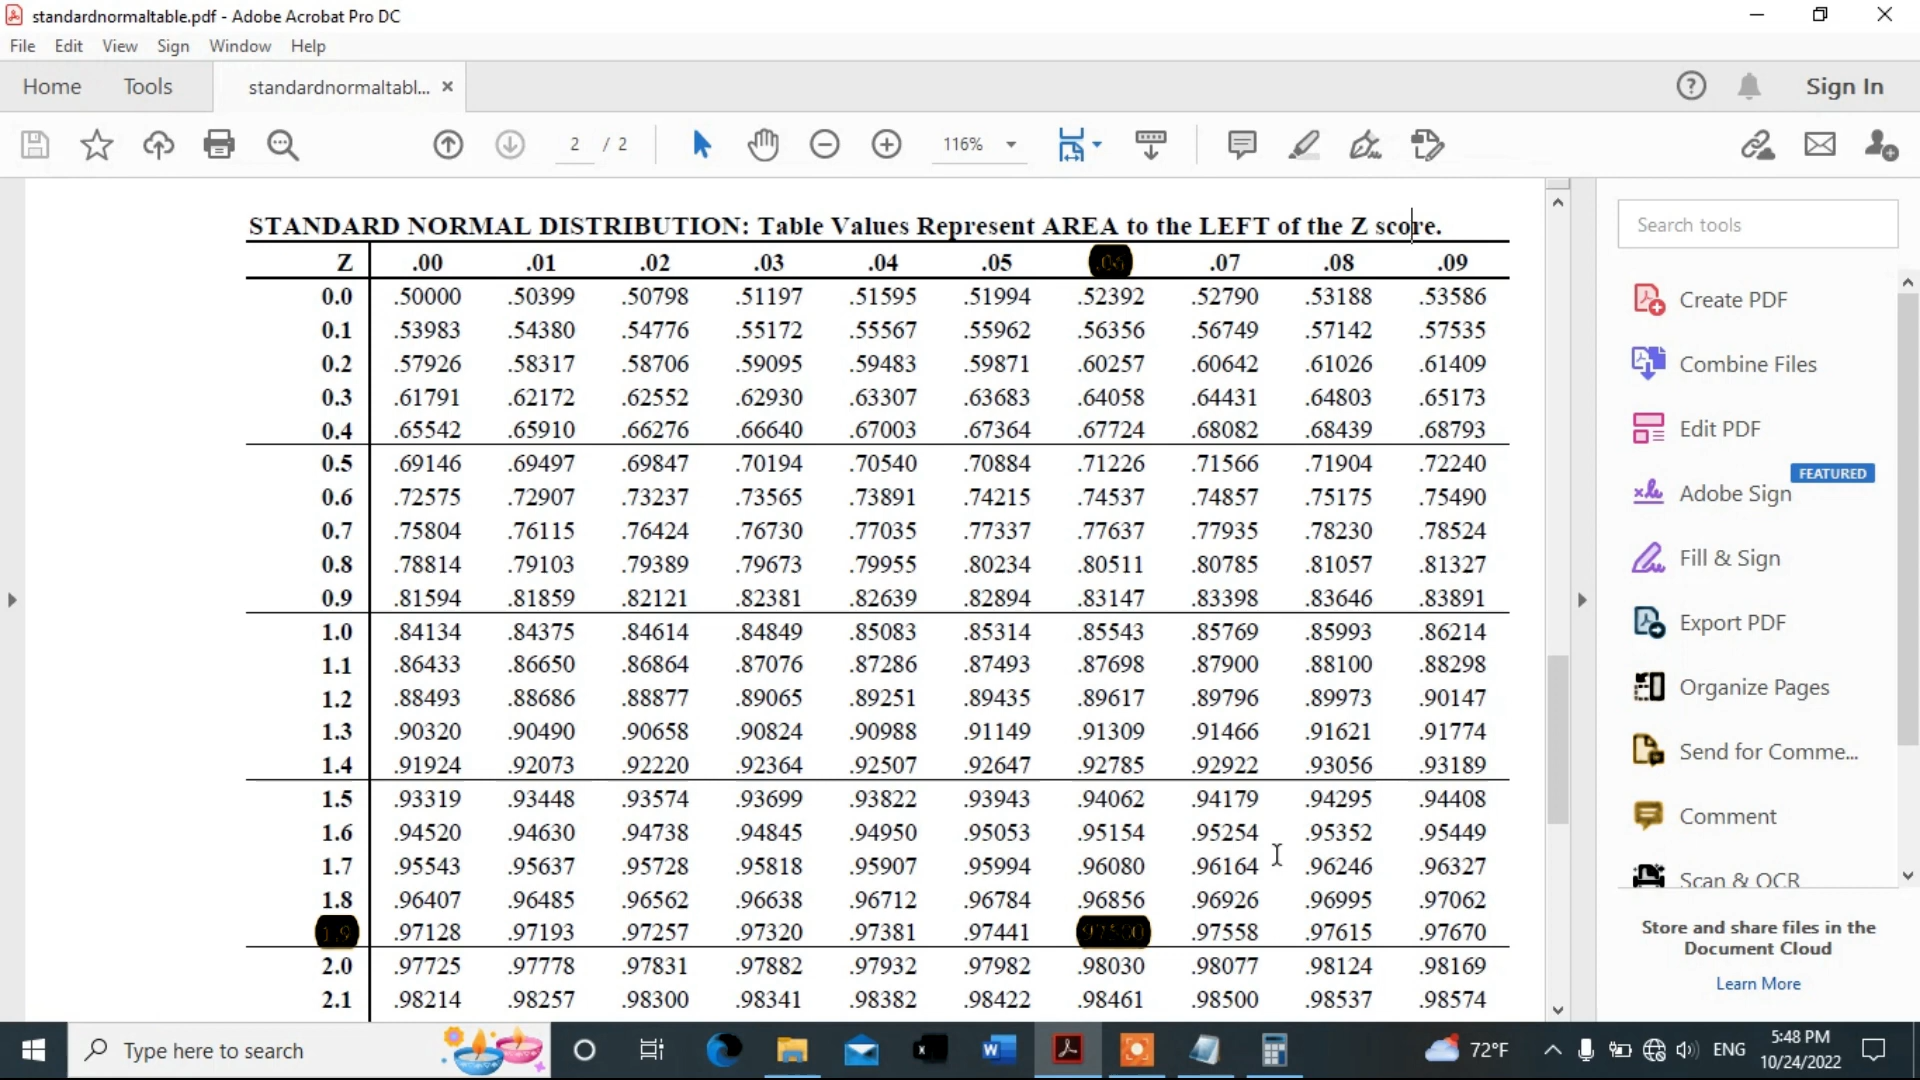 standardnormaltable.pdf - Adobe Acrobat Pro DC
File Edit View Sign Window Help
Home Tools standardnormaltabl... × Sign In
2 / 2 116%
STANDARD NORMAL DISTRIBUTION: Table Values Represent AREA to the LEFT of the Z score.
Z .00 .01 .02 .03 .04 .05 .06 .07 .08 .09
0.0 .50000 .50399 .50798 .51197 .51595 .51994 .52392 .52790 .53188 .53586
0.1 .53983 .54380 .54776 .55172 .55567 .55962 .56356 .56749 .57142 .57535
0.2 .57926 .58317 .58706 .59095 .59483 .59871 .60257 .60642 .61026 .61409
0.3 .61791 .62172 .62552 .62930 .63307 .63683 .64058 .64431 .64803 .65173
0.4 .65542 .65910 .66276 .66640 .67003 .67364 .67724 .68082 .68439 .68793
0.5 .69146 .69497 .69847 .70194 .70540 .70884 .71226 .71566 .71904 .72240
0.6 .72575 .72907 .73237 .73565 .73891 .74215 .74537 .74857 .75175 .75490
0.7 .75804 .76115 .76424 .76730 .77035 .77337 .77637 .77935 .78230 .78524
0.8 .78814 .79103 .79389 .79673 .79955 .80234 .80511 .80785 .81057 .81327
0.9 .81594 .81859 .82121 .82381 .82639 .82894 .83147 .83398 .83646 .83891
1.0 .84134 .84375 .84614 .84849 .85083 .85314 .85543 .85769 .85993 .86214
1.1 .86433 .86650 .86864 .87076 .87286 .87493 .87698 .87900 .88100 .88298
1.2 .88493 .88686 .88877 .89065 .89251 .89435 .89617 .89796 .89973 .90147
1.3 .90320 .90490 .90658 .90824 .90988 .91149 .91309 .91466 .91621 .91774
1.4 .91924 .92073 .92220 .92364 .92507 .92647 .92785 .92922 .93056 .93189
1.5 .93319 .93448 .93574 .93699 .93822 .93943 .94062 .94179 .94295 .94408
1.6 .94520 .94630 .94738 .94845 .94950 .95053 .95154 .95254 .95352 .95449
1.7 .95543 .95637 .95728 .95818 .95907 .95994 .96080 .96164 .96246 .96327
1.8 .96407 .96485 .96562 .96638 .96712 .96784 .96856 .96926 .96995 .97062
1.9 .97128 .97193 .97257 .97320 .97381 .97441 .97500 .97558 .97615 .97670
2.0 .97725 .97778 .97831 .97882 .97932 .97982 .98030 .98077 .98124 .98169
2.1 .98214 .98257 .98300 .98341 .98382 .98422 .98461 .98500 .98537 .98574
Search tools
Create PDF
Combine Files
Edit PDF
FEATURED
Adobe Sign
Fill & Sign
Export PDF
Organize Pages
Send for Comme...
Comment
Scan & OCR
Store and share files in the
Document Cloud
Learn More
Type here to search
72°F
ENG
5:48 PM
10/24/2022